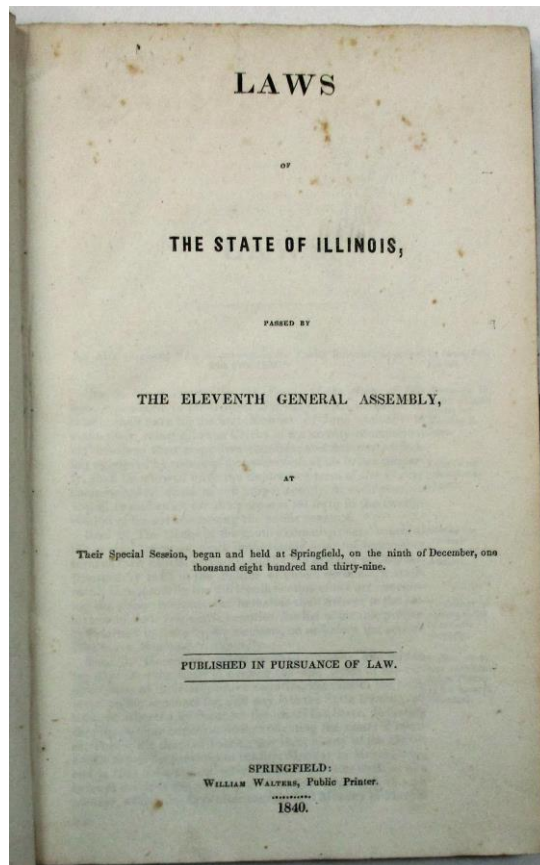 LAWS
OF
THE STATE OF ILLINOIS,
PASSED BY
THE ELEVENTH GENERAL ASSEMBLY,
AT
Their Special Session, began and held at Springfield, on the ninth of December, one
thousand eight hundred and thirty-nine.
PUBLISHED IN PURSUANCE OF LAW.
SPRINGFIELD:
WILLIAM WALTERS, Public Printer.
1840.